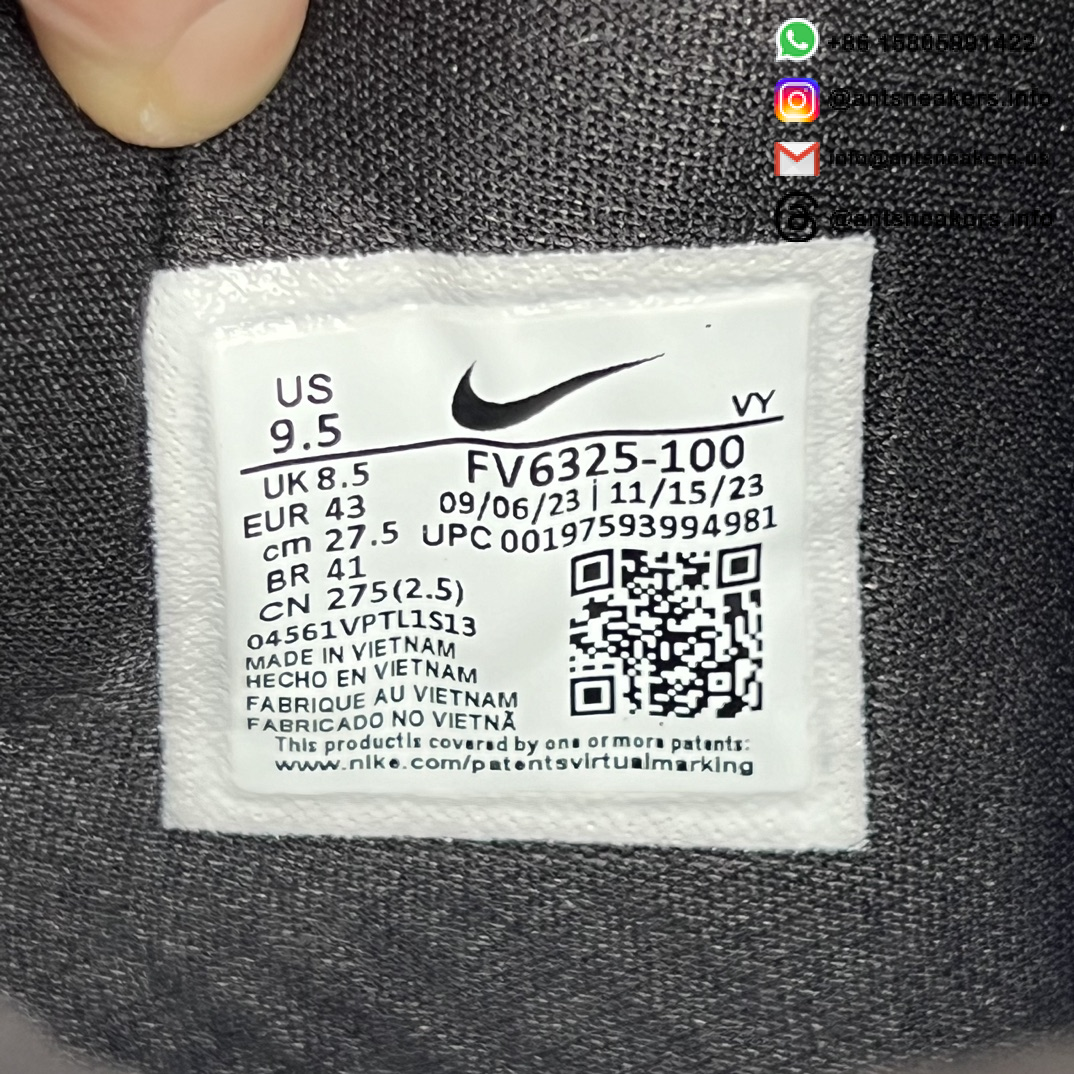 +86 15805991422
@antsneakers.info
info@antsneakers.us
@antsneakers.info
US
9.5
VY
UK 8.5
FV6325-100
EUR 43
09/06/23 | 11/15/23
cm 27.5
UPC 00197593994981
BR 41
CN 275(2.5)
04561VPTL1S13
MADE IN VIETNAM
HECHO EN VIETNAM
FABRIQUE AU VIETNAM
FABRICADO NO VIETNÃ
This productis covered by one or more patents:
www.nike.com/patentsvirtualmarking